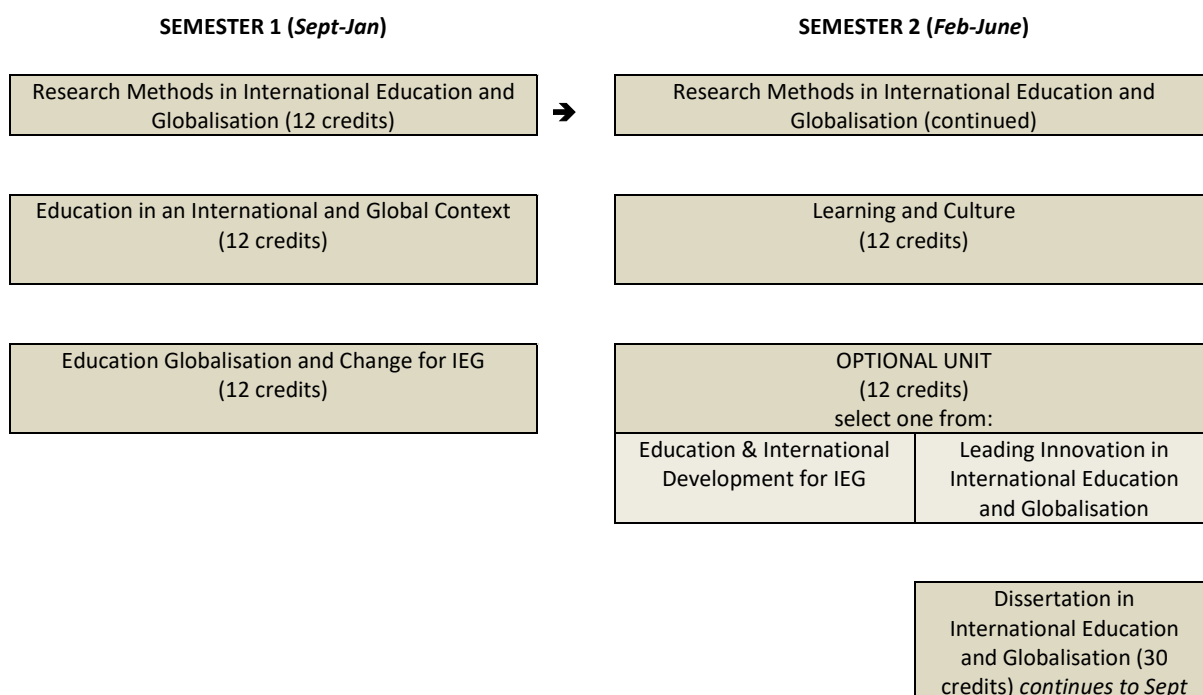 SEMESTER 1 (Sept-Jan)
SEMESTER 2 (Feb-June)
Research Methods in International Education and
Globalisation (12 credits)
➔
Research Methods in International Education and
Globalisation (continued)
Education in an International and Global Context
(12 credits)
Learning and Culture
(12 credits)
Education Globalisation and Change for IEG
(12 credits)
OPTIONAL UNIT
(12 credits)
select one from:
Education & International
Development for IEG
Leading Innovation in
International Education
and Globalisation
Dissertation in
International Education
and Globalisation (30
credits) continues to Sept